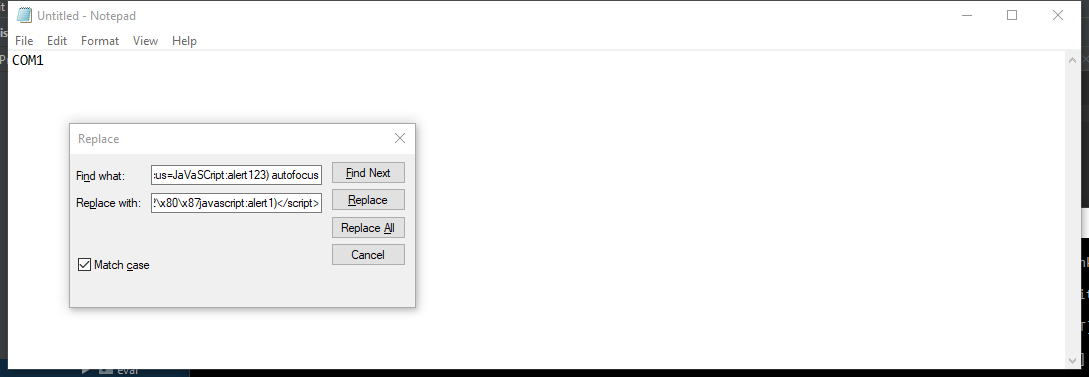 Untitled - Notepad
File Edit Format View Help
COM1
Replace
Find what: :us=JaVaSCript:alert123) autofocus Find Next
Replace with: !\x80\x87javascript:alert1)</script> Replace
Replace All
Cancel
Match case
eval